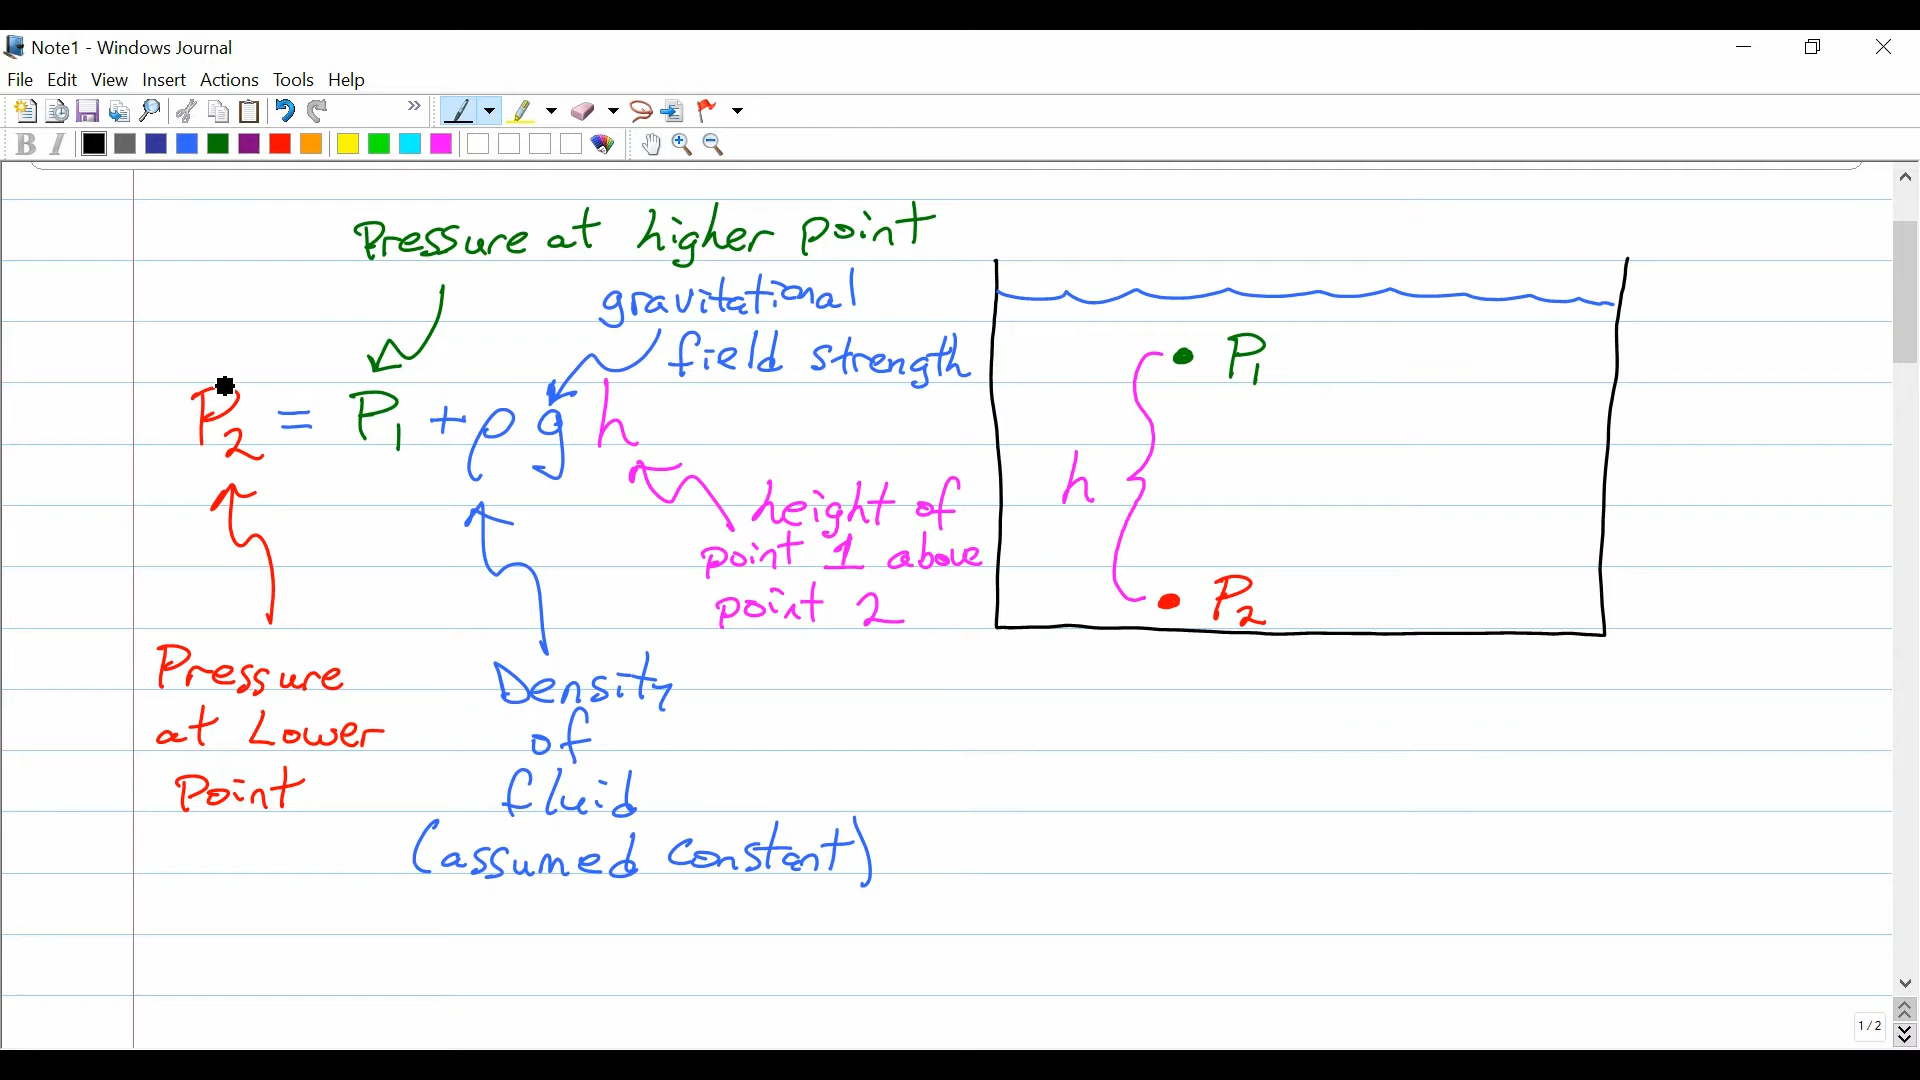 Note1 - Windows Journal
File Edit View Insert Actions Tools Help
B I
Pressure at higher point
gravitational
field strength
P₂ = P₁ + ρ g h
height of
point 1 above
point 2
Pressure
at Lower
Point
Density
of
fluid
(assumed constant)
P₁
h
P₂
1 / 2